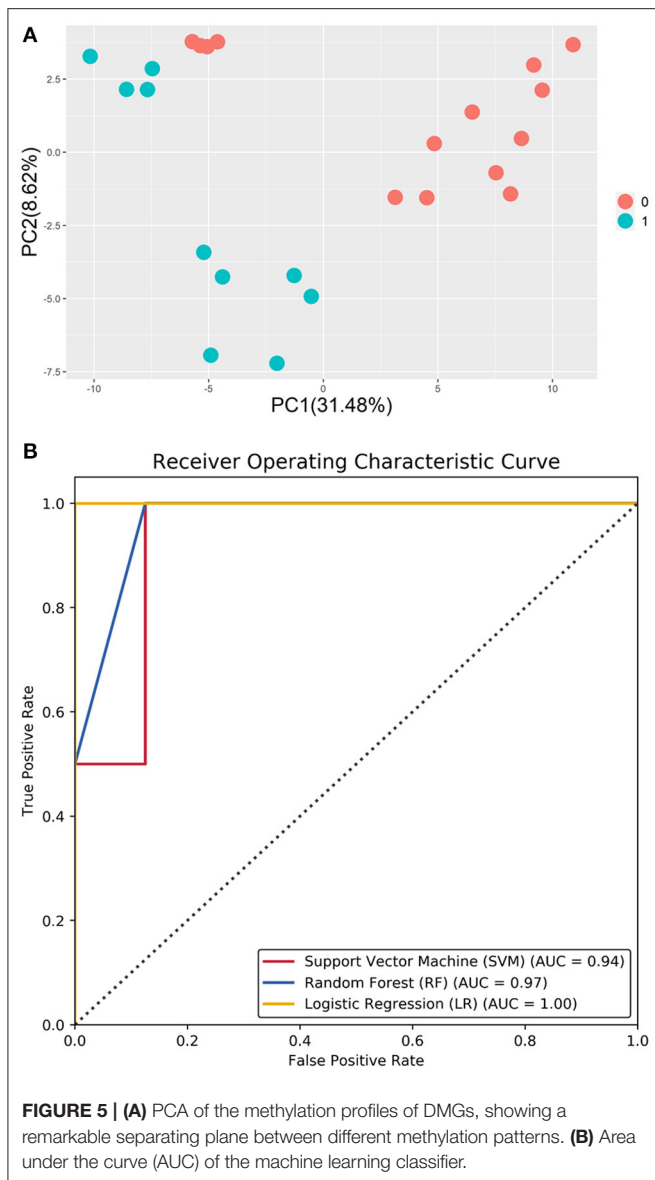 A
PC2(8.62%)
2.5
0.0
-2.5
-5.0
-7.5
-10
-5
0
5
10
PC1(31.48%)
0
1
B
Receiver Operating Characteristic Curve
True Positive Rate
1.0
0.8
0.6
0.4
0.2
0.0
Support Vector Machine (SVM) (AUC = 0.94)
Random Forest (RF) (AUC = 0.97)
Logistic Regression (LR) (AUC = 1.00)
0.0
0.2
0.4
0.6
0.8
1.0
False Positive Rate
FIGURE 5 | (A) PCA of the methylation profiles of DMGs, showing a
remarkable separating plane between different methylation patterns. (B) Area
under the curve (AUC) of the machine learning classifier.